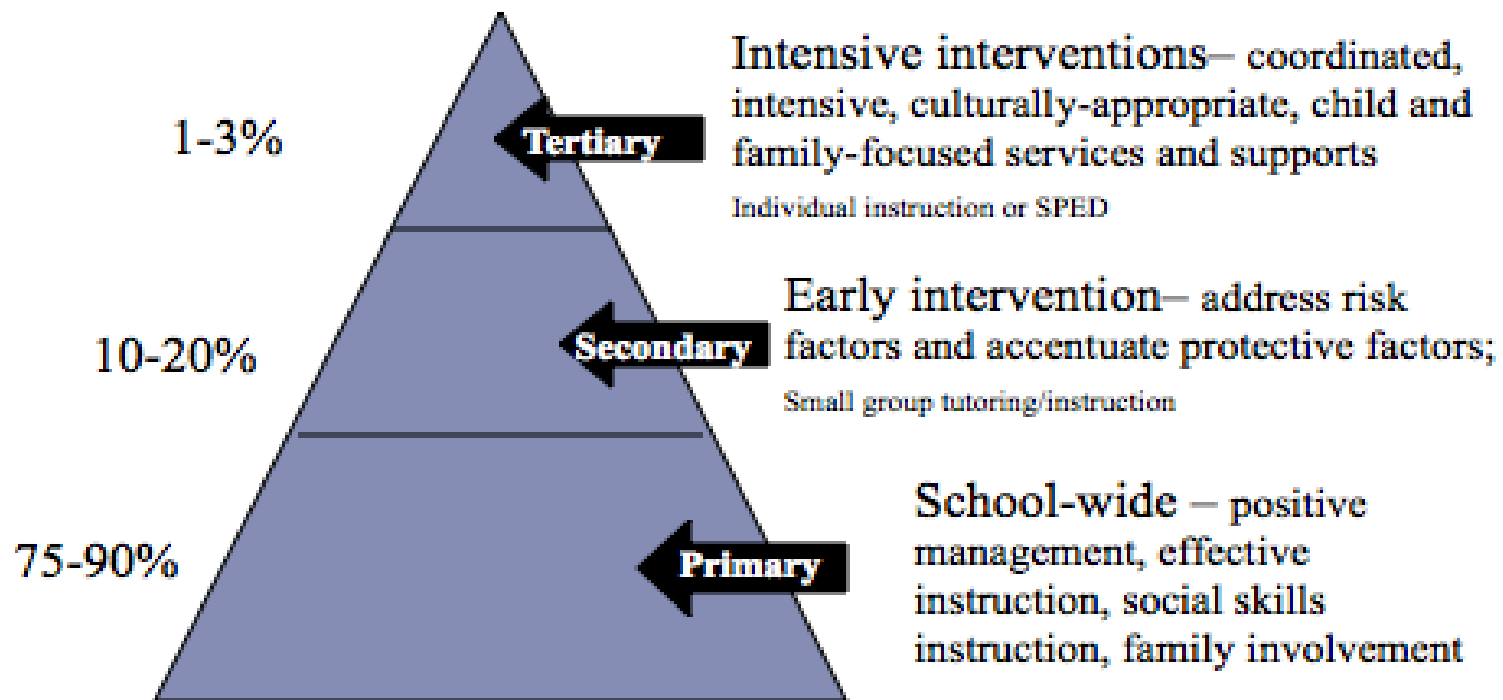 1-3%
Tertiary
Intensive interventions– coordinated,
intensive, culturally-appropriate, child and
family-focused services and supports
Individual instruction or SPED
10-20%
Secondary
Early intervention– address risk
factors and accentuate protective factors;
Small group tutoring/instruction
75-90%
Primary
School-wide – positive
management, effective
instruction, social skills
instruction, family involvement